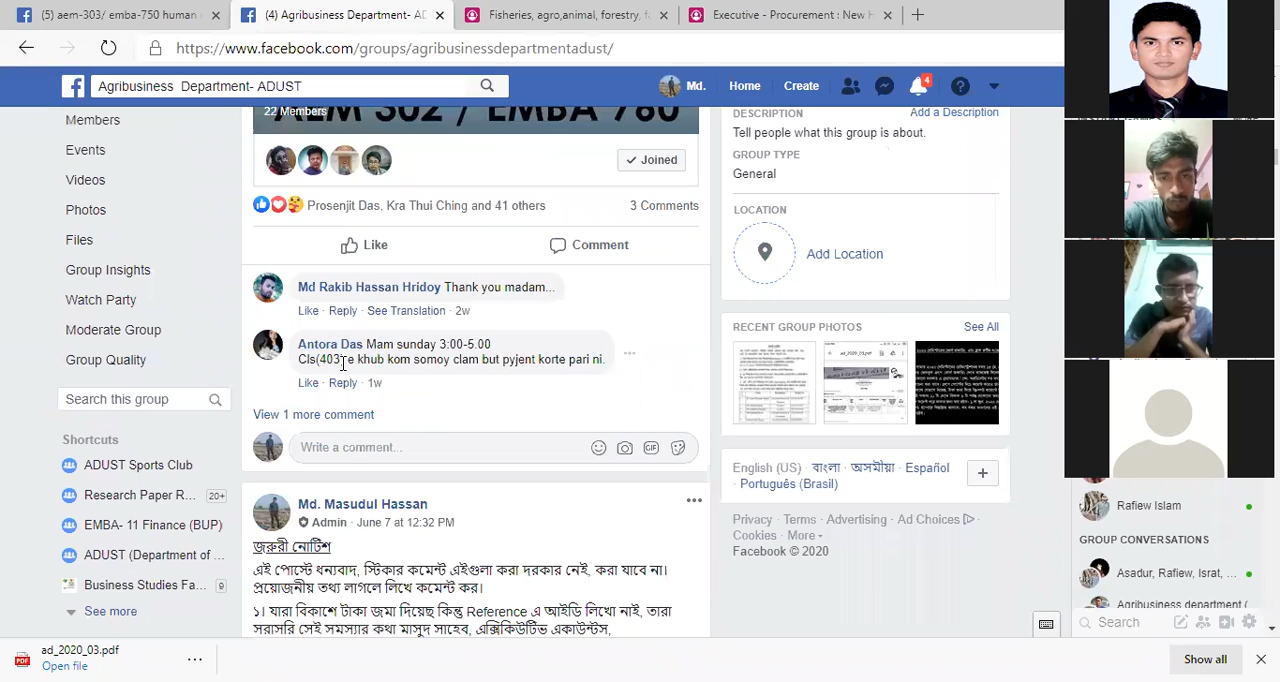 (5) aem-303/ emba-750 human
(4) Agribusiness Department- AD
Fisheries, agro,animal, forestry, f
Executive - Procurement : New H
https://www.facebook.com/groups/agribusinessdepartmentadust/
Agribusiness Department- ADUST
Md.
Home
Create
4
Members
Events
Videos
Photos
Files
Group Insights
Watch Party
Moderate Group
Quality
Search this group
Shortcuts
ADUST Sports Club
Research Paper R...
20+
EMBA- 11 Finance (BUP)
ADUST (Department of ...
Business Studies Fa...
9
See more
22 Members
302 / EMBA 780
Joined
Prosenjit Das, Kra Thui Ching and 41 others
3 Comments
Like
Comment
Md Rakib Hassan Hridoy Thank you madam...
Like · Reply · See Translation · 2w
Antora Das Mam sunday 3:00-5.00
Cls(403 e khub kom somoy clam but egent korte pari ni.
Like · Reply · 1w
View 1 more comment
Write a comment...
GIF
Md. Masudul Hassan
Admin · June 7 at 12:32 PM
জরুরী নোটিশ
এই পোস্টে ধন্যবাদ, স্টিকার কমেন্ট এইগুলা করা দরকার নেই, করা যাবে না।
প্রয়োজনীয় তথ্য লাগলে লিখে কমেন্ট কর।
১। যারা বিকাশে টাকা জমা দিয়েছ কিন্তু Reference এ আইডি লিখো নাই, তারা
সরাসরি সেই সমস্যার কথা মাসুদ সাহেব, এক্সিকিউটিভ একাউন্টস,
DESCRIPTION
Add a Description
Tell people what this group is about.
GROUP TYPE
General
LOCATION
Add Location
RECENT GROUP PHOTOS
See All
ad_2020_03.pdf
English (US) · বাংলা · অসমীয়া · Español
· Português (Brasil)
Privacy · Terms · Advertising · Ad Choices ·
Cookies · More
Facebook © 2020
Rafiew Islam
GROUP CONVERSATIONS
Asadur, Rafiew, Israt, ...
Agribusiness department (
Search
PDF
ad_2020_03.pdf
Open file
Show all